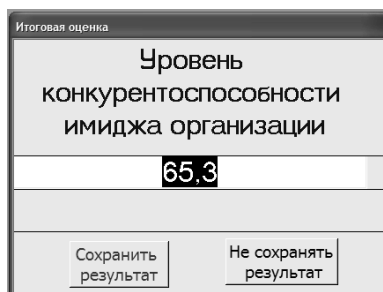 Итоговая оценка
Уровень
конкурентоспособности
имиджа организации
65,3
Сохранить
результат
Не сохранять
результат